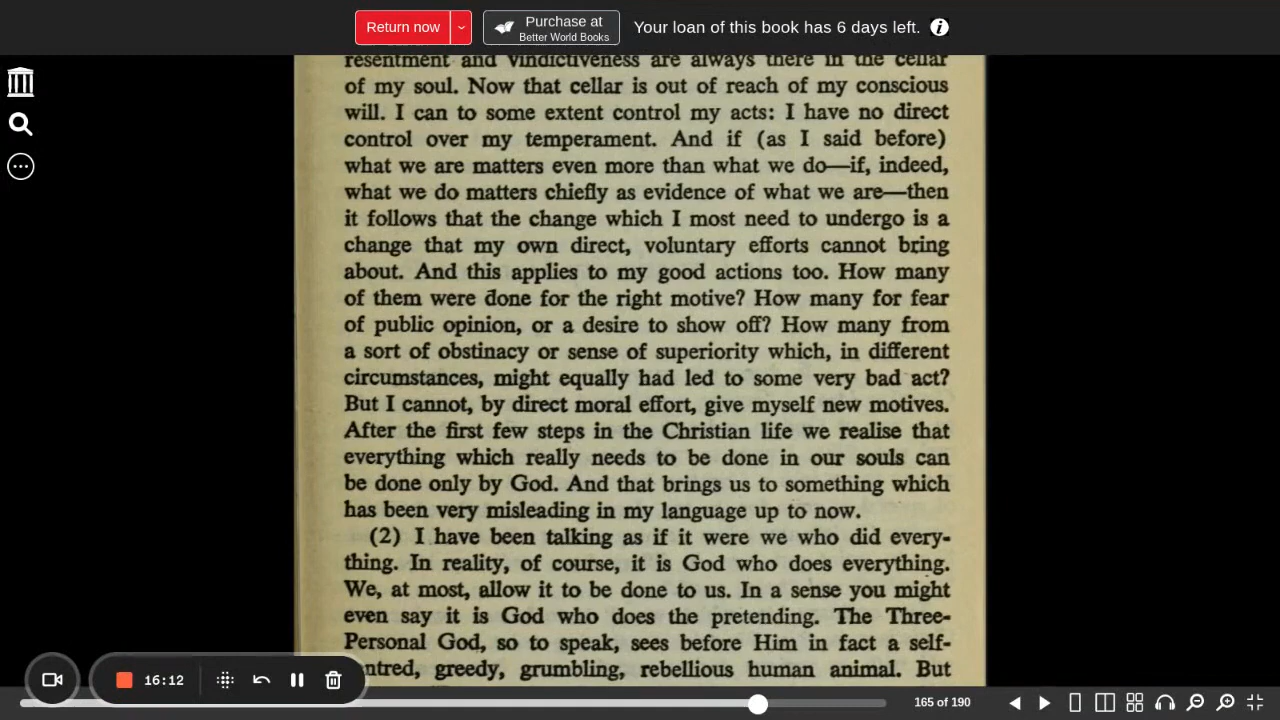 Return now
Purchase at
Better World Books
Your loan of this book has 6 days left.
resentment and vindictiveness are always there in the cellar
of my soul. Now that cellar is out of reach of my conscious
will. I can to some extent control my acts: I have no direct
control over my temperament. And if (as I said before)
what we are matters even more than what we do—if, indeed,
what we do matters chiefly as evidence of what we are—then
it follows that the change which I most need to undergo is a
change that my own direct, voluntary efforts cannot bring
about. And this applies to my good actions too. How many
of them were done for the right motive? How many for fear
of public opinion, or a desire to show off? How many from
a sort of obstinacy or sense of superiority which, in different
circumstances, might equally had led to some very bad act?
But I cannot, by direct moral effort, give myself new motives.
After the first few steps in the Christian life we realise that
everything which really needs to be done in our souls can
be done only by God. And that brings us to something which
has been very misleading in my language up to now.
(2) I have been talking as if it were we who did every-
thing. In reality, of course, it is God who does everything.
We, at most, allow it to be done to us. In a sense you might
even say it is God who does the pretending. The Three-
Personal God, so to speak, sees before Him in fact a self-
ntred, greedy, grumbling, rebellious human animal. But
16:12
165 of 190